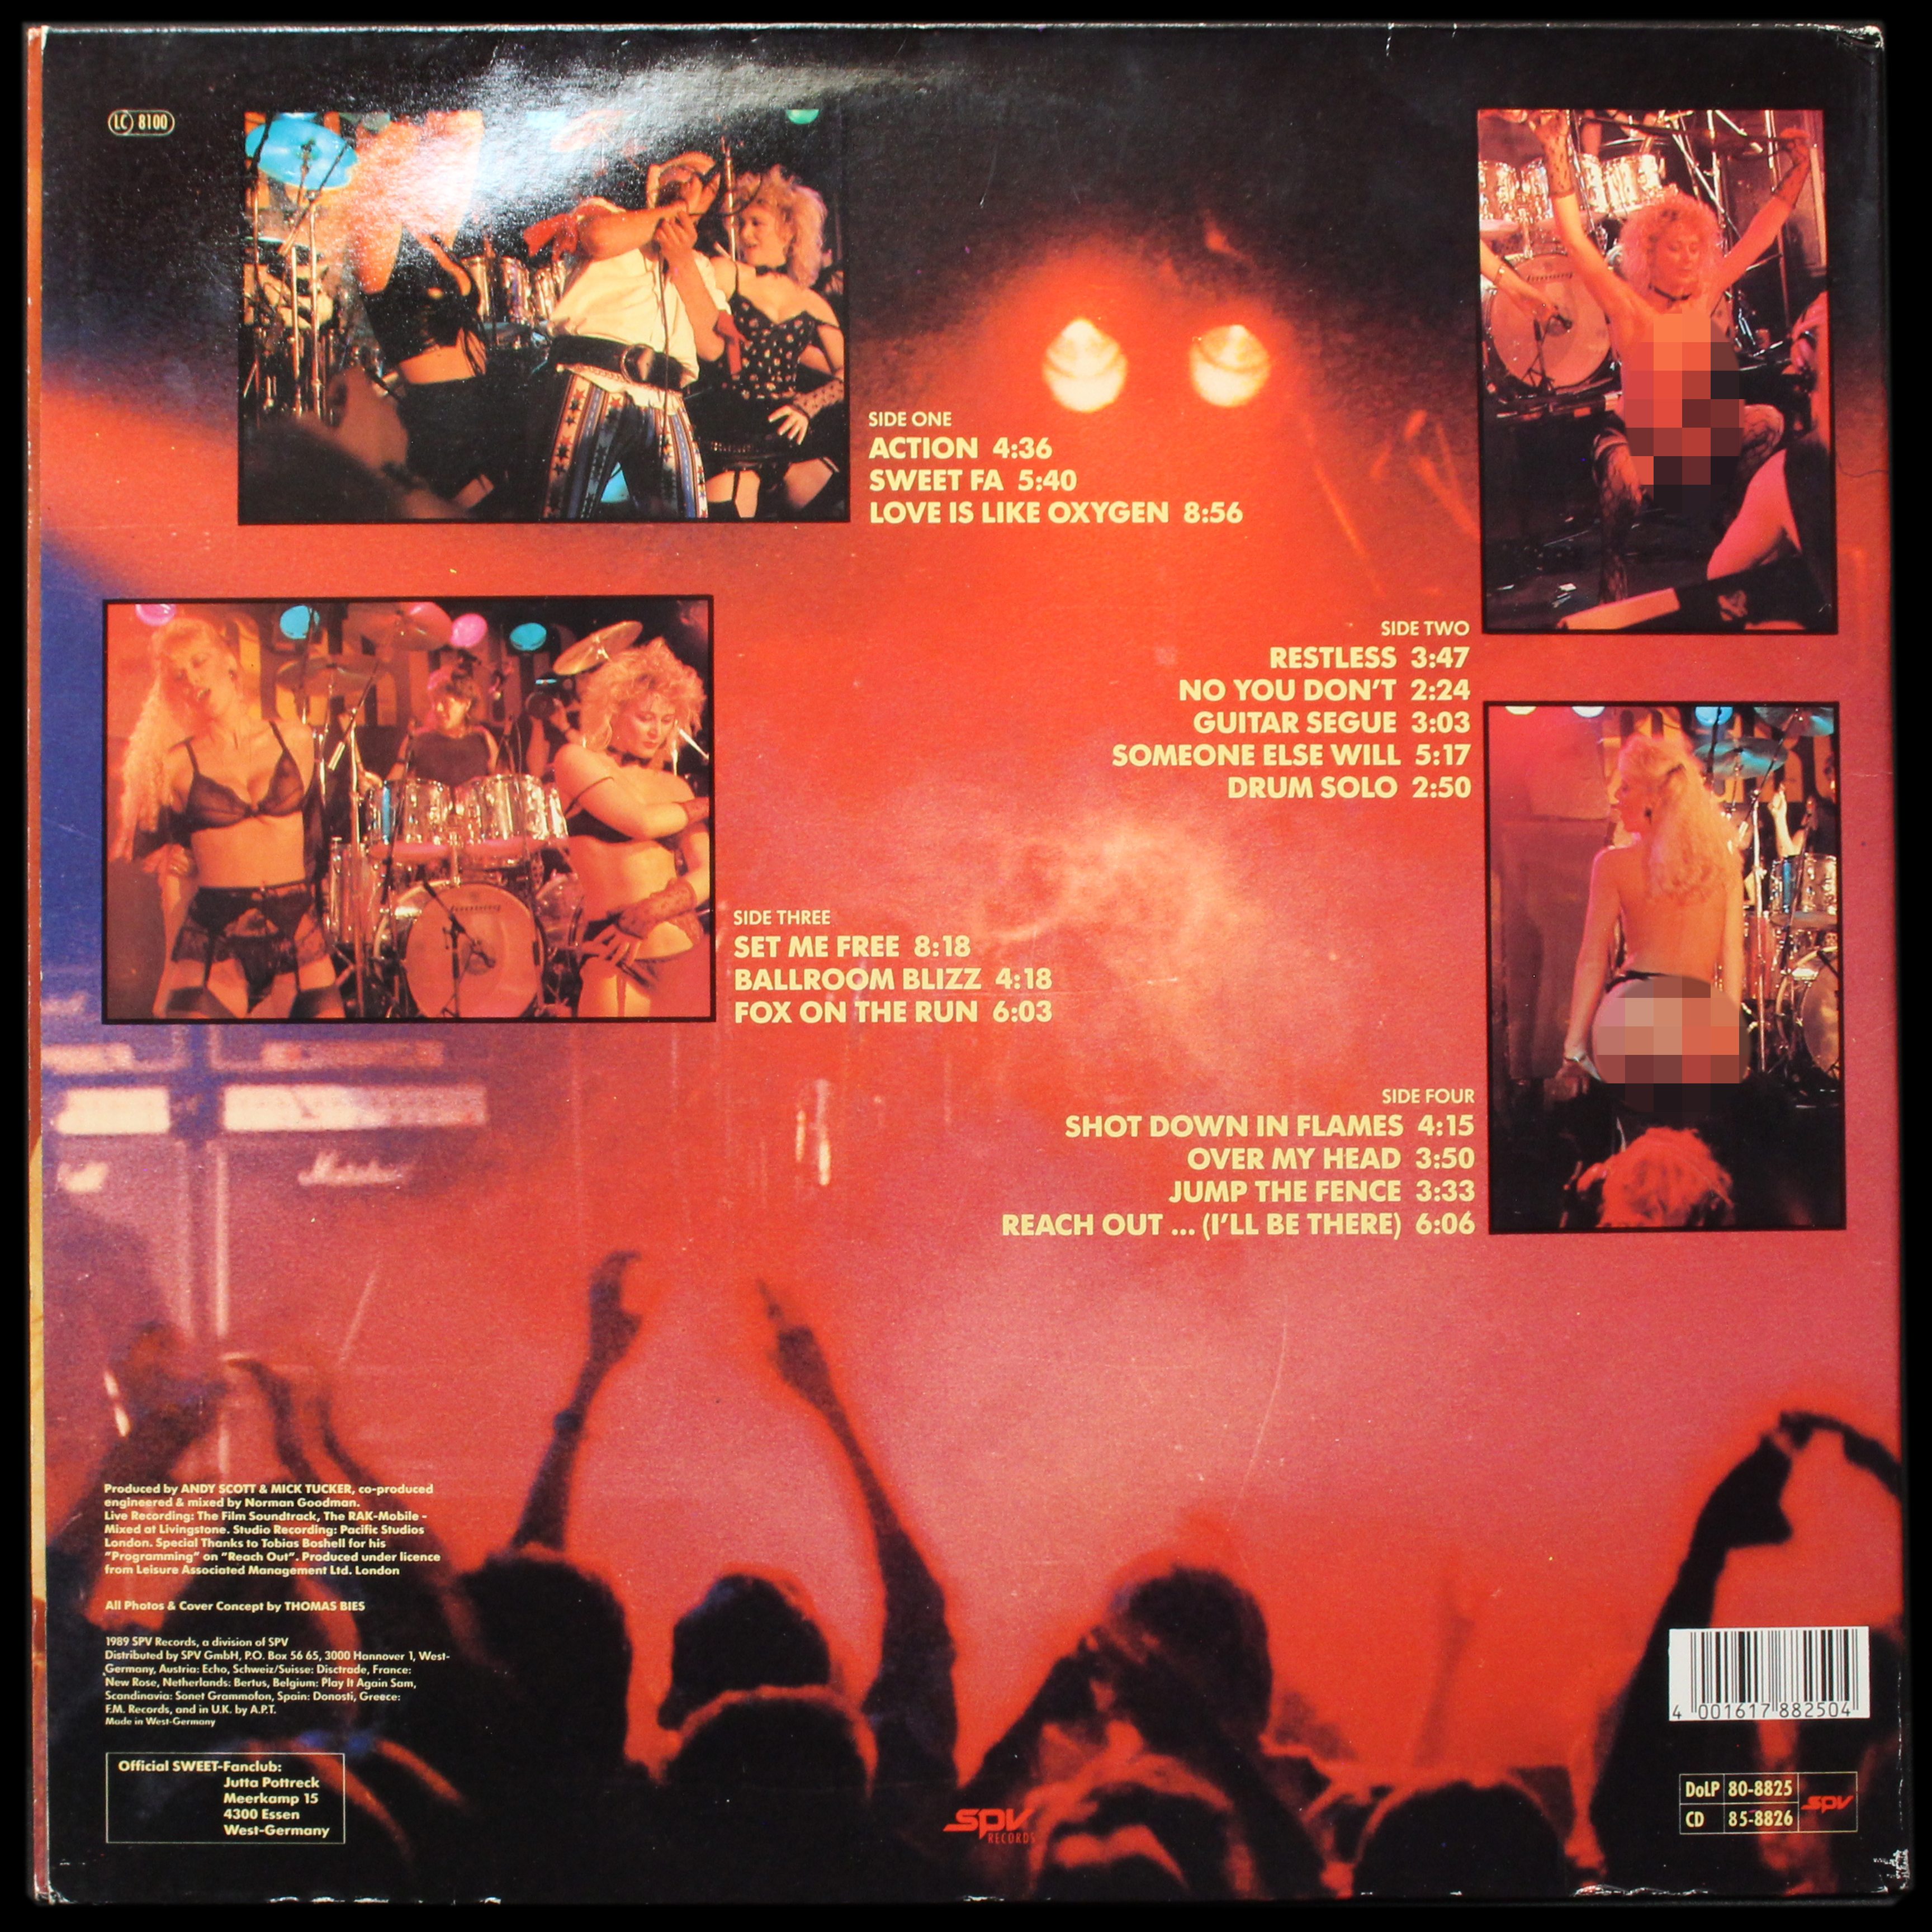 LC 8100
SIDE ONE
ACTION 4:36
SWEET FA 5:40
LOVE IS LIKE OXYGEN 8:56
SIDE TWO
RESTLESS 3:47
NO YOU DON'T 2:24
GUITAR SEGUE 3:03
SOMEONE ELSE WILL 5:17
DRUM SOLO 2:50
SIDE THREE
SET ME FREE 8:18
BALLROOM BLIZZ 4:18
FOX ON THE RUN 6:03
SIDE FOUR
SHOT DOWN IN FLAMES 4:15
OVER MY HEAD 3:50
JUMP THE FENCE 3:33
REACH OUT ... (I'LL BE THERE) 6:06
Marshall
Produced by ANDY SCOTT & MICK TUCKER, co-produced
engineered & mixed by Norman Goodman.
Live Recording: The Film Soundtrack, The RAK-Mobile -
Mixed at Livingstone. Studio Recording: Pacific Studios
London. Special Thanks to Tobias Boshell for his
"Programming" on "Reach Out". Produced under licence
from Leisure Associated Management Ltd. London
All Photos & Cover Concept by THOMAS BIES
1989 SPV Records, a division of SPV
Distributed by SPV GmbH, P.O. Box 56 65, 3000 Hannover 1, West-
Germany, Austria: Echo, Schweiz/Suisse: Disctrade, France:
New Rose, Netherlands: Bertus, Belgium: Play It Again Sam,
Scandinavia: Sonet Grammofon, Spain: Donosti, Greece:
F.M. Records, and in U.K. by A.P.T.
Made in West-Germany
Official SWEET-Fanclub:
Jutta Pottreck
Meerkamp 15
4300 Essen
West-Germany
SPV
RECORDS
4 001617 882504
DoLP 80-8825
CD 85-8826
SPV